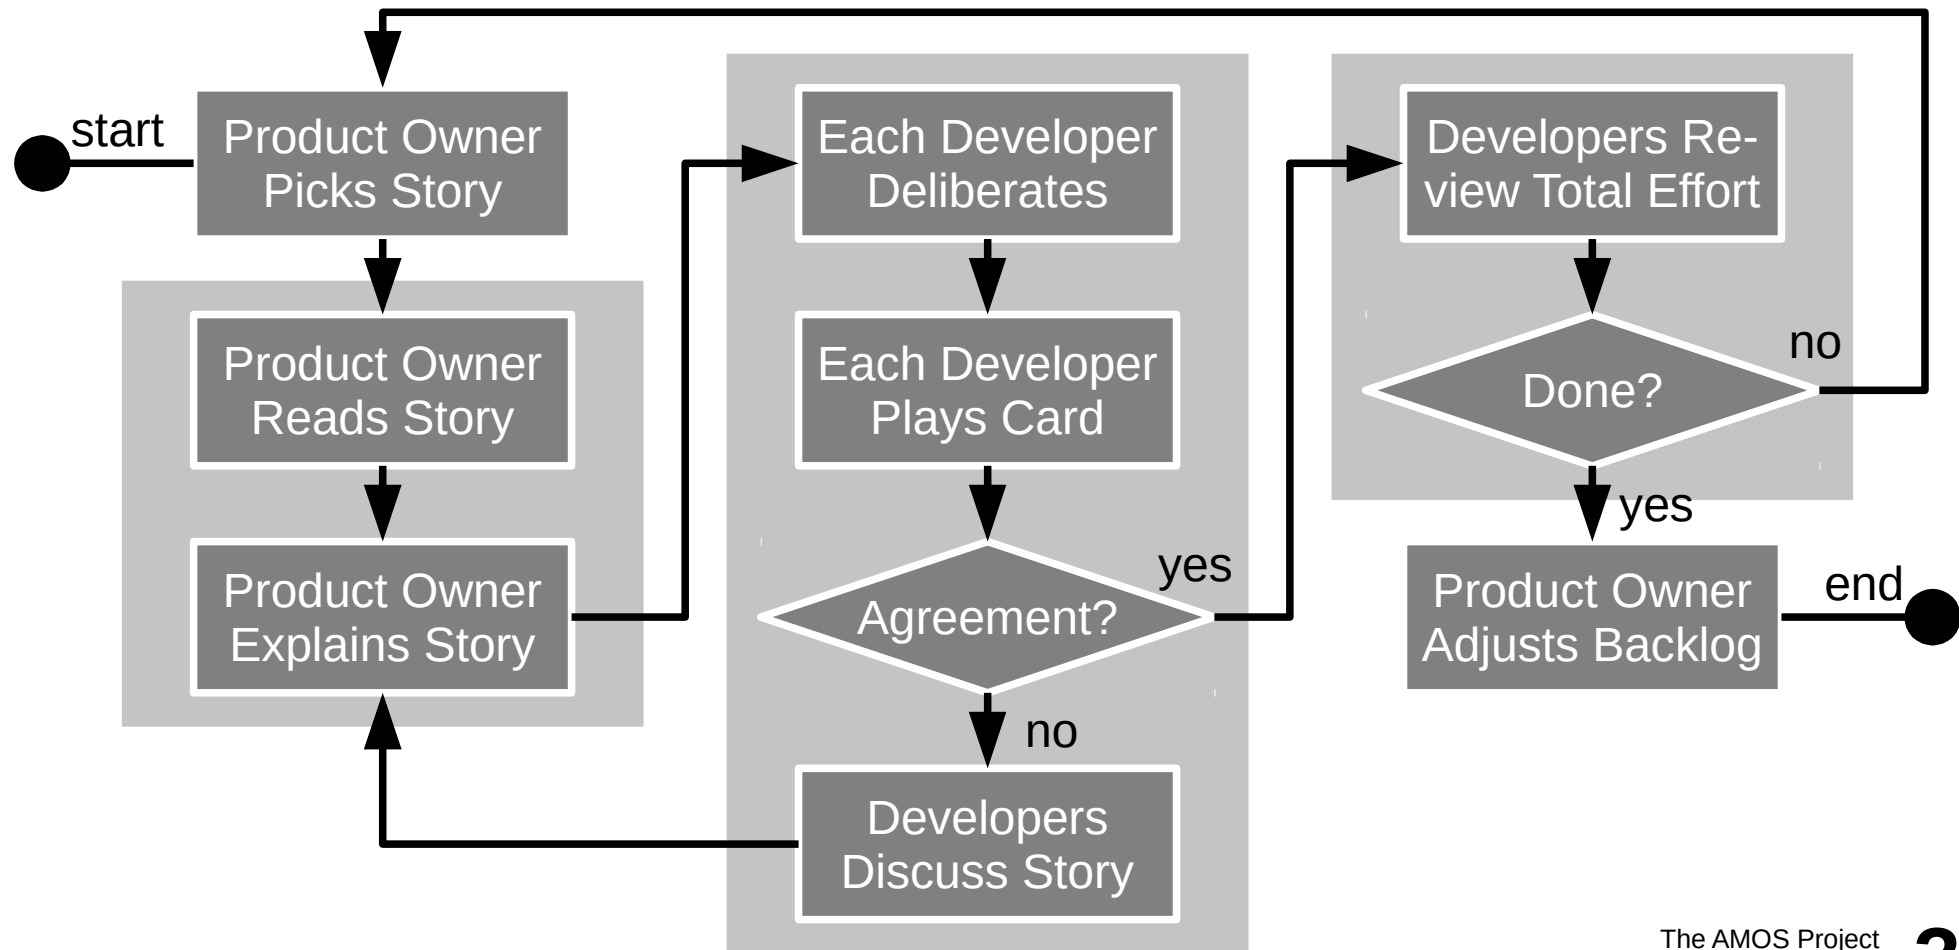 start
Product Owner
Picks Story
Product Owner
Reads Story
Product Owner
Explains Story
Each Developer
Deliberates
Each Developer
Plays Card
Agreement?
yes
no
Developers
Discuss Story
Developers Re-
view Total Effort
Done?
no
yes
Product Owner
Adjusts Backlog
end
The AMOS Project